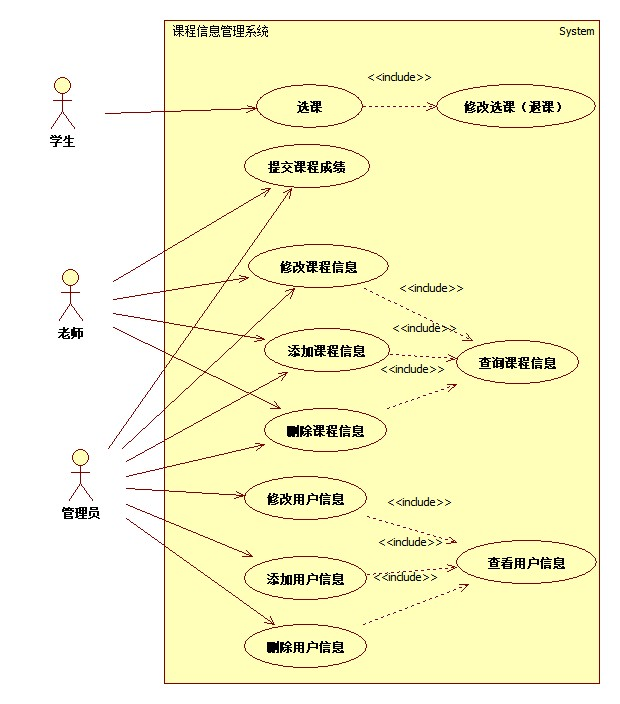 课程信息管理系统
System
<<include>>
选课
修改选课（退课）
学生
提交课程成绩
修改课程信息
<<include>>
老师
<<include>>
添加课程信息
查询课程信息
<<include>>
删除课程信息
管理员
修改用户信息
<<include>>
<<include>>
查看用户信息
添加用户信息
<<include>>
删除用户信息